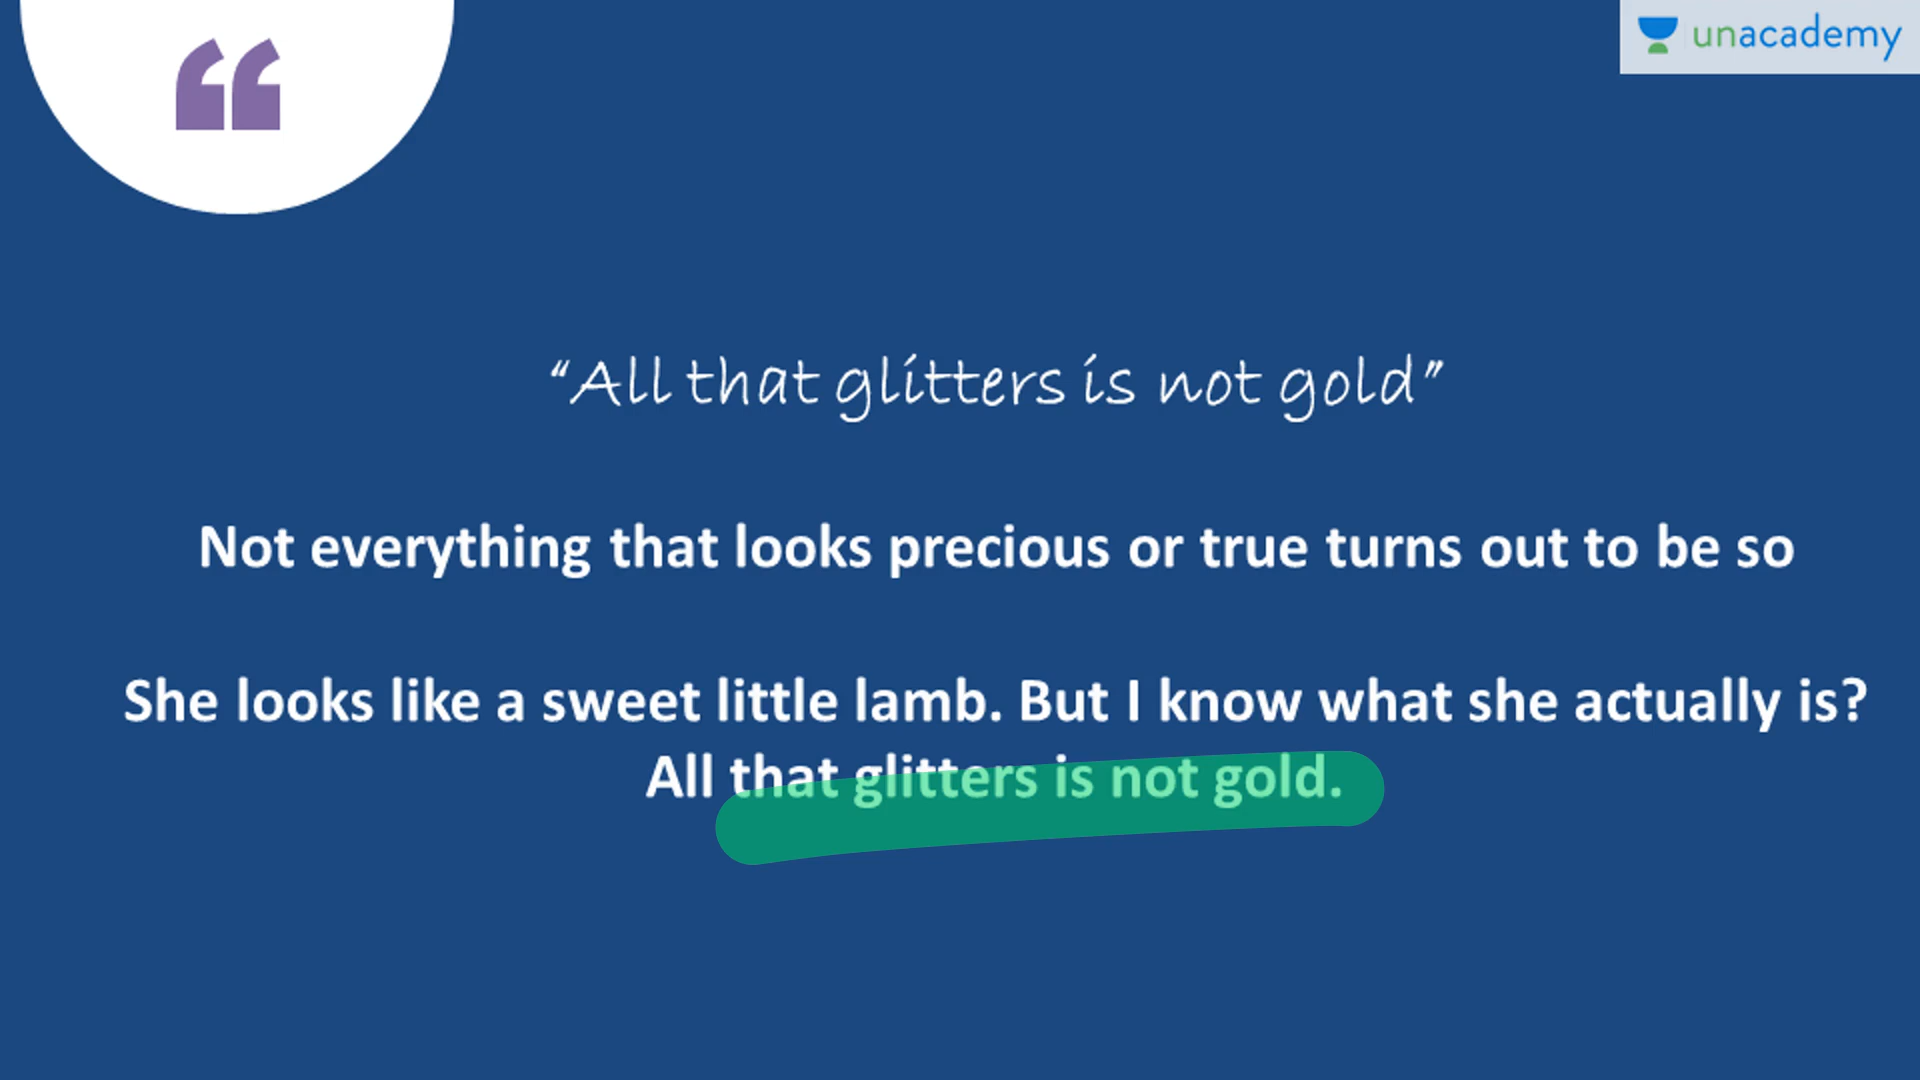 unacademy
“All that glitters is not gold”
Not everything that looks precious or true turns out to be so
She looks like a sweet little lamb. But I know what she actually is?
All that glitters is not gold.